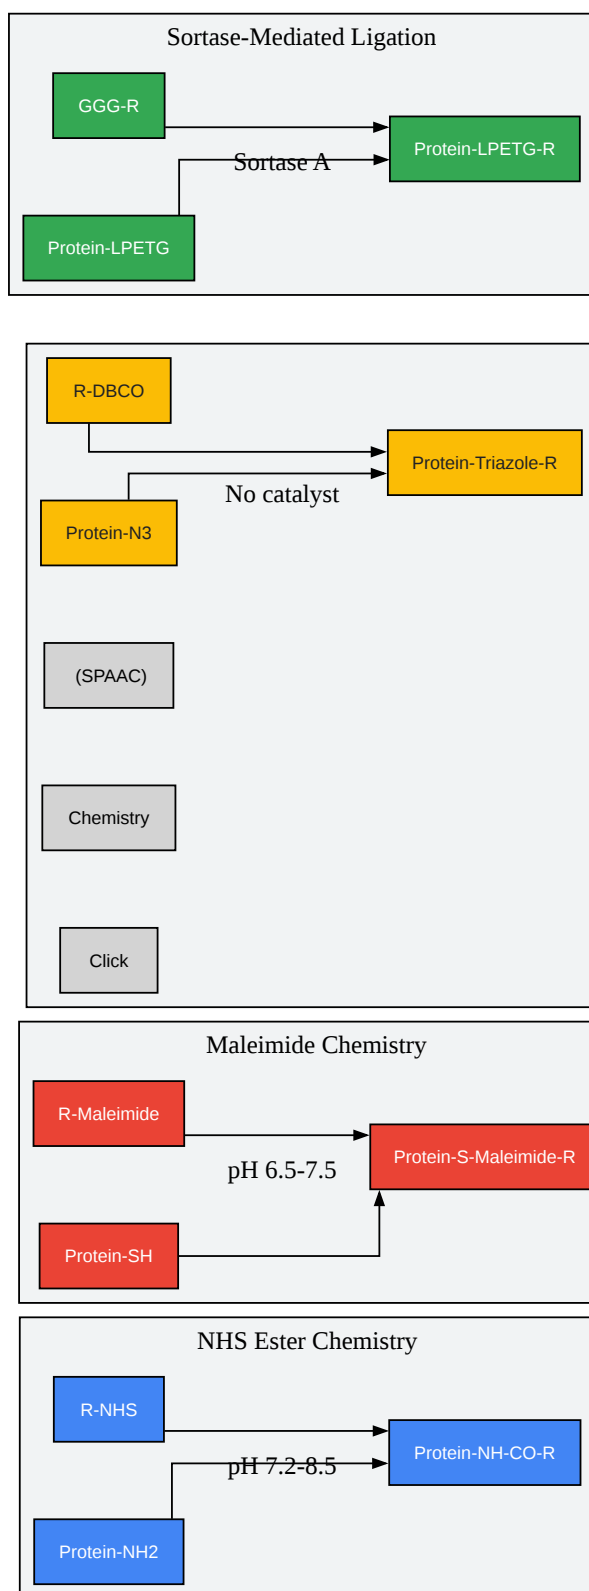 Sortase-Mediated Ligation
GGG-R
Protein-LPETG-R
Sortase A
Protein-LPETG
R-DBCO
Protein-Triazole-R
No catalyst
Protein-N3
(SPAAC)
Chemistry
Click
Maleimide Chemistry
R-Maleimide
Protein-S-Maleimide-R
pH 6.5-7.5
Protein-SH
NHS Ester Chemistry
R-NHS
Protein-NH-CO-R
pH 7.2-8.5
Protein-NH2